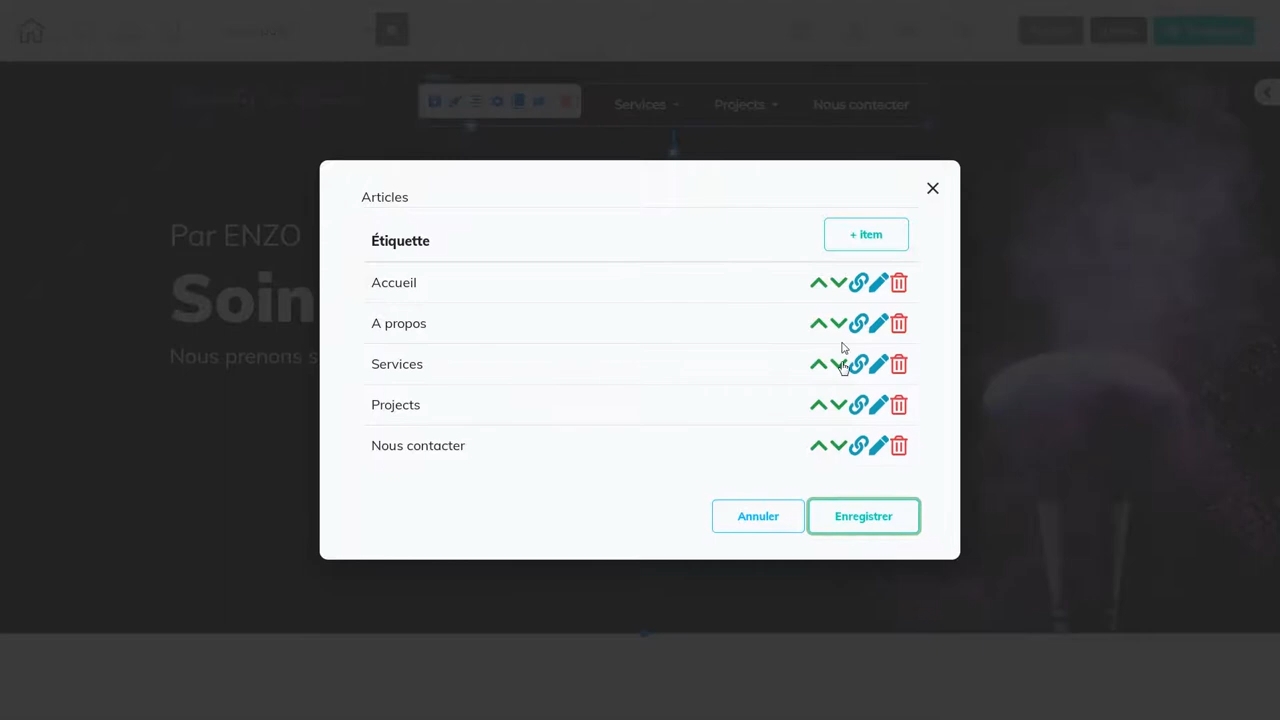 Services
Projects
Nous contacter
Articles
Étiquette
+ item
Accueil
A propos
Services
Projects
Nous contacter
Annuler
Enregistrer
Par ENZO
Soin
Nous prenons s